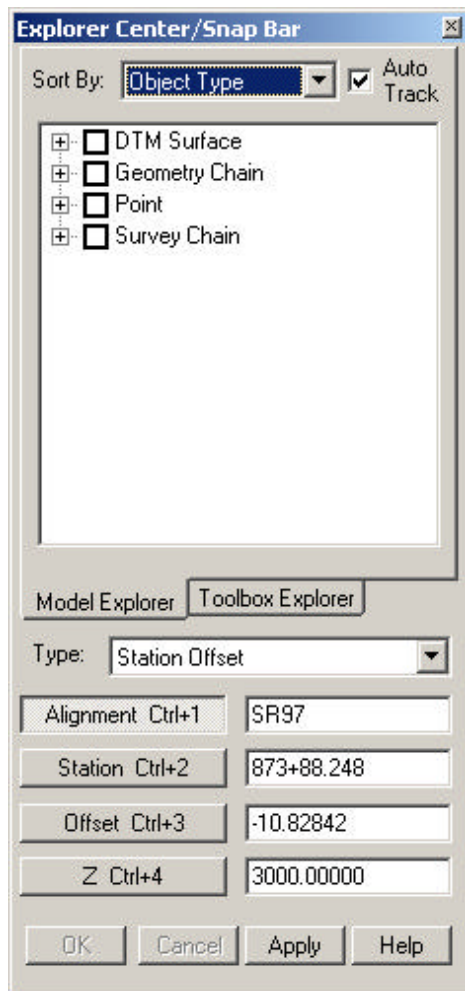 Explorer Center/Snap Bar
Sort By: Object Type Auto Track
DTM Surface
Geometry Chain
Point
Survey Chain
Model Explorer Toolbox Explorer
Type: Station Offset
Alignment Ctrl+1 SR97
Station Ctrl+2 873+88.248
Offset Ctrl+3 -10.82842
Z Ctrl+4 3000.00000
OK Cancel Apply Help